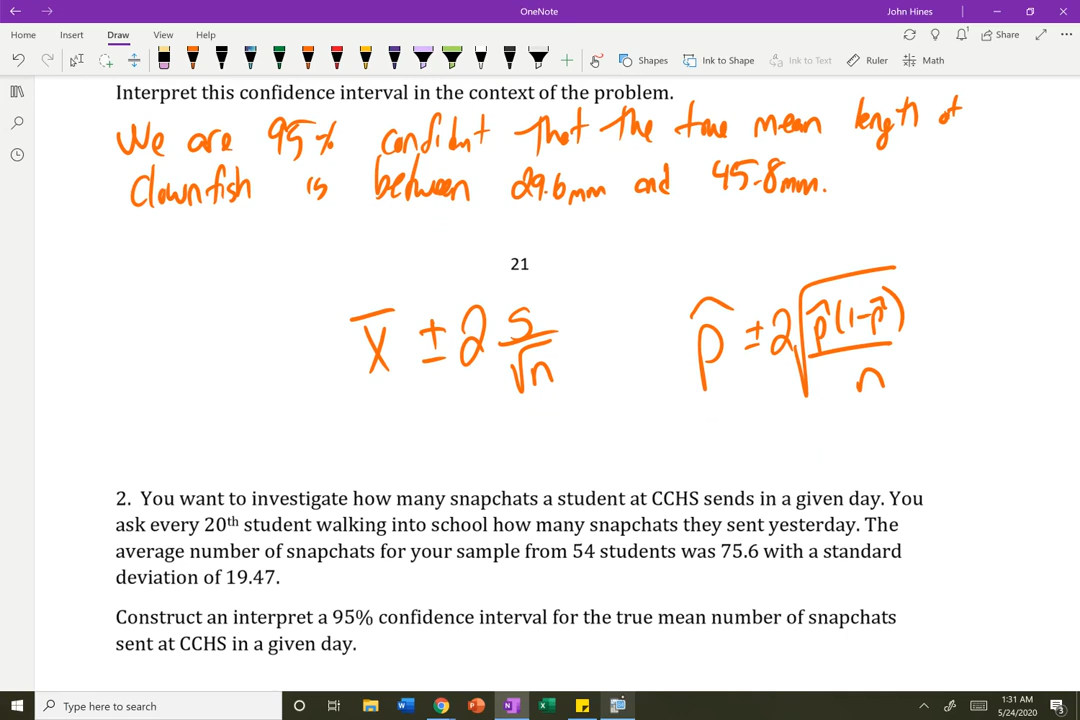 OneNote
John Hines
Home Insert Draw View Help
Share
Shapes Ink to Shape Ink to Text Ruler Math
Interpret this confidence interval in the context of the problem.
We are 95% confident that the true mean length of
clownfish is between 29.6mm and 45.8mm.
21
x̄ ± 2 s/√n p̂ ± 2√(p̂(1-p̂)/n)
2. You want to investigate how many snapchats a student at CCHS sends in a given day. You
ask every 20th student walking into school how many snapchats they sent yesterday. The
average number of snapchats for your sample from 54 students was 75.6 with a standard
deviation of 19.47.
Construct an interpret a 95% confidence interval for the true mean number of snapchats
sent at CCHS in a given day.
Type here to search
1:31 AM
5/24/2020
3